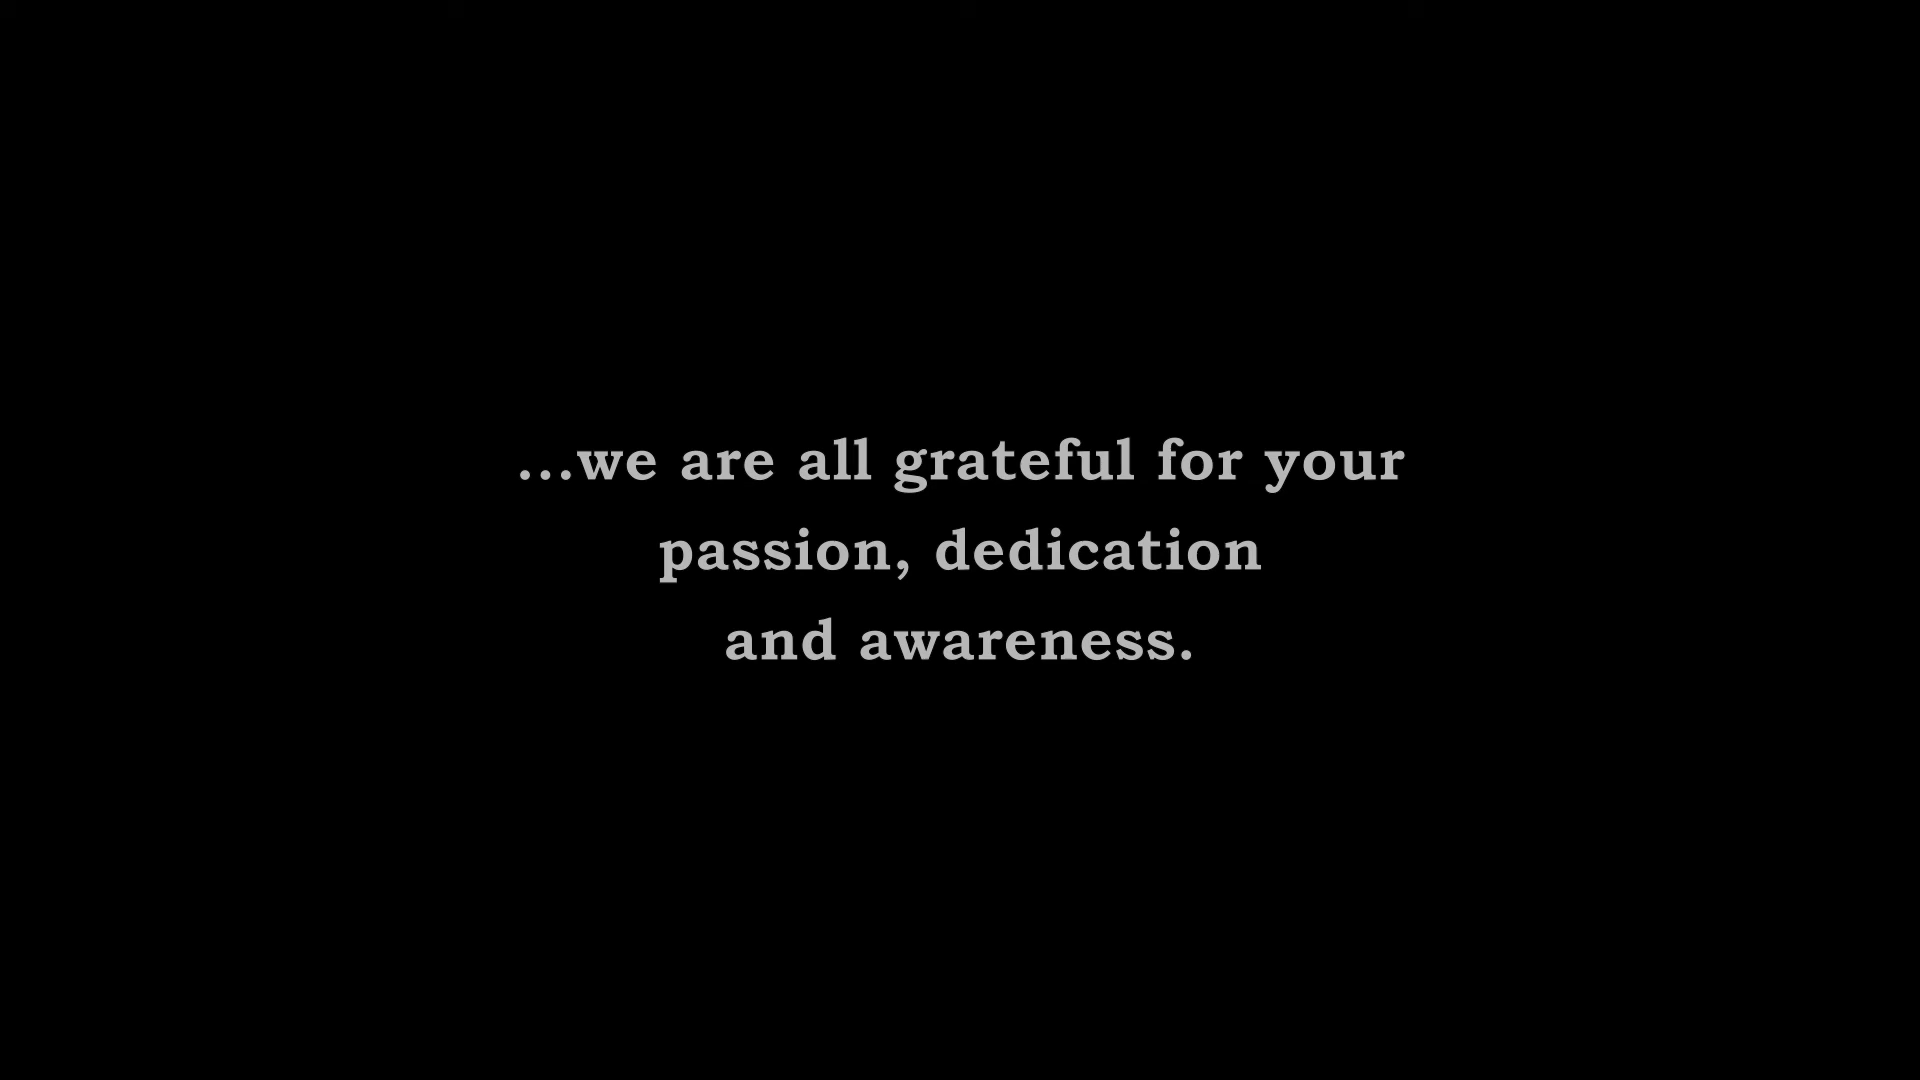 ...we are all grateful for your
passion, dedication
and awareness.